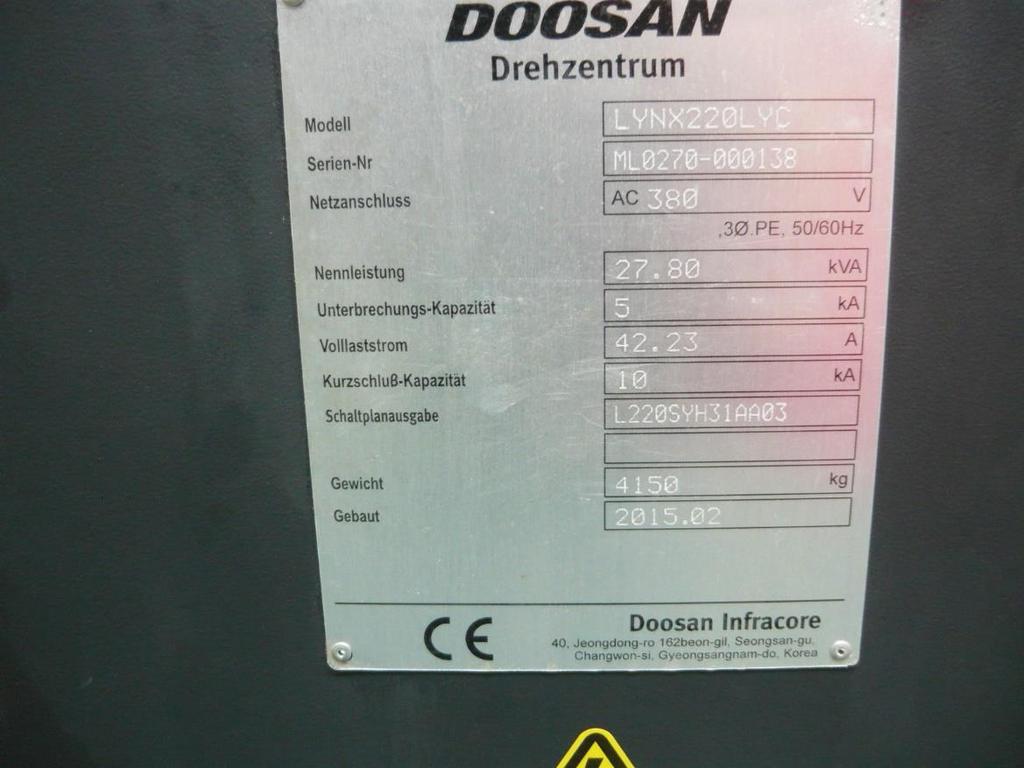 DOOSAN
Drehzentrum
Modell LYNX220LYC
Serien-Nr ML0270-000138
Netzanschluss AC 380 V
,3Ø.PE, 50/60Hz
Nennleistung 27.80 kVA
Unterbrechungs-Kapazität 5 kA
Volllaststrom 42.23 A
Kurzschluß-Kapazität 10 kA
Schaltplanausgabe L220SYH31AA03
Gewicht 4150 kg
Gebaut 2015.02
CE
Doosan Infracore
40, Jeongdong-ro 162beon-gil, Seongsan-gu,
Changwon-si, Gyeongsangnam-do, Korea